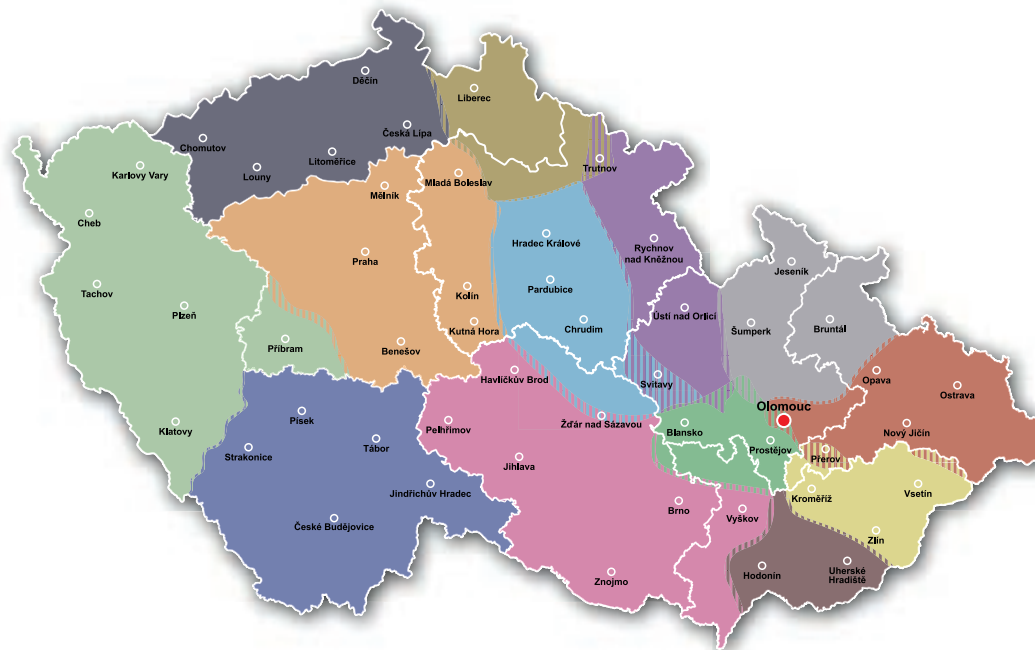 Děčín
Liberec
Česká Lípa
Chomutov
Litoměřice
Louny
Trutnov
Karlovy Vary
Mladá Boleslav
Mělník
Cheb
Hradec Králové
Rychnov
nad Kněžnou
Praha
Jeseník
Pardubice
Tachov
Kolín
Plzeň
Ústí nad Orlicí
Chrudim
Kutná Hora
Šumperk
Bruntál
Příbram
Benešov
Havlíčkův Brod
Svitavy
Opava
Ostrava
Olomouc
Písek
Pelhřimov
Žďár nad Sázavou
Klatovy
Blansko
Nový Jičín
Strakonice
Tábor
Prostějov
Přerov
Jihlava
Jindřichův Hradec
Kroměříž
Vsetín
Brno
Vyškov
České Budějovice
Zlín
Znojmo
Hodonín
Uherské
Hradiště